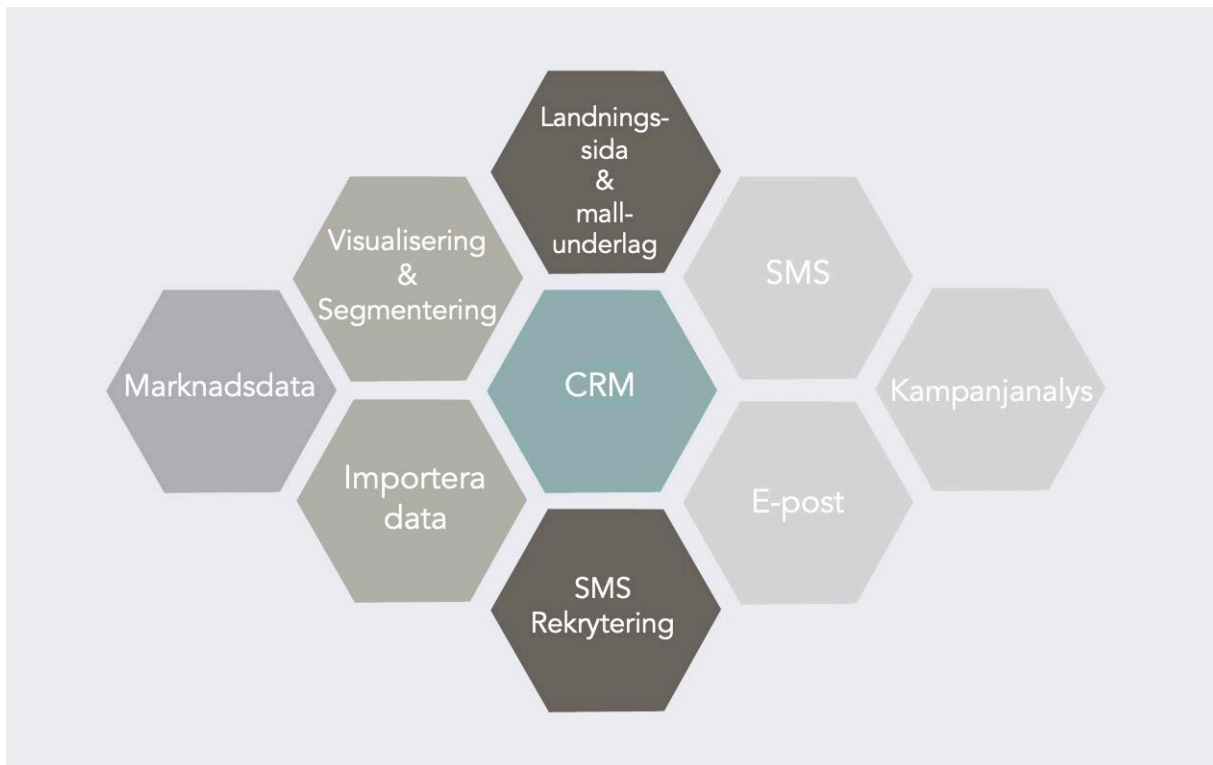 Landnings-
sida
&
mall-
underlag
Visualisering
&
Segmentering
SMS
Marknadsdata
CRM
Kampanjanalys
Importera
data
E-post
SMS
Rekrytering